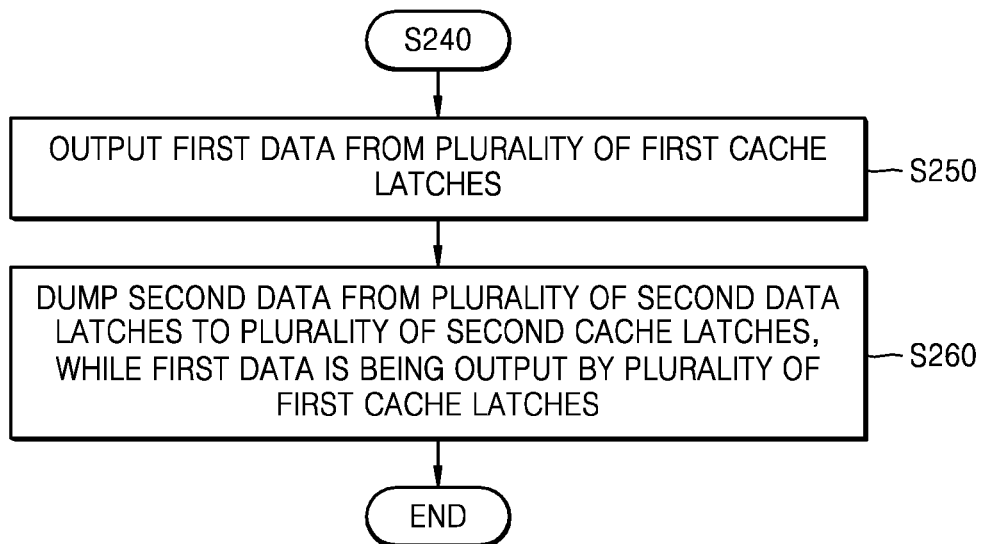 S240
OUTPUT FIRST DATA FROM PLURALITY OF FIRST CACHE
LATCHES
S250
DUMP SECOND DATA FROM PLURALITY OF SECOND DATA
LATCHES TO PLURALITY OF SECOND CACHE LATCHES,
WHILE FIRST DATA IS BEING OUTPUT BY PLURALITY OF
FIRST CACHE LATCHES
S260
END